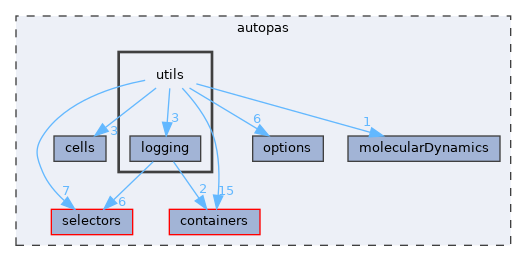 autopas
utils
3
6
1
3
cells
logging
options
molecularDynamics
7
6
2
15
selectors
containers